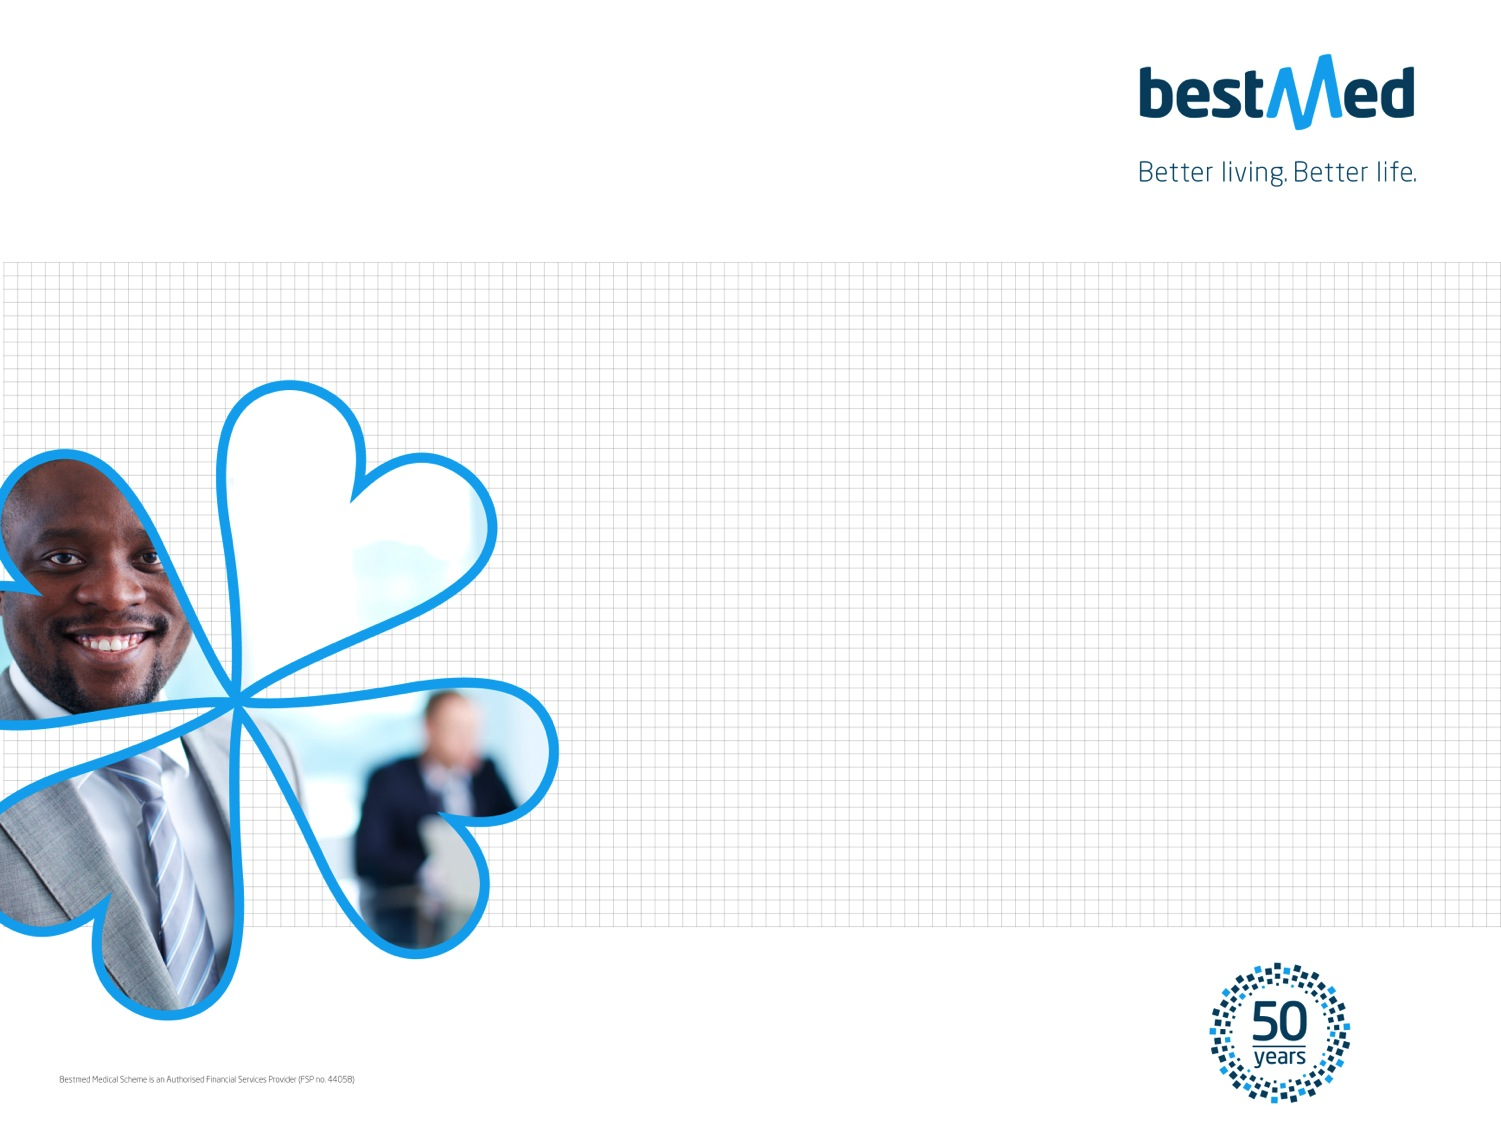 bestMed
Better living. Better life.
50
years
Bestmed Medical Scheme is an Authorised Financial Services Provider (FSP no. 44058)